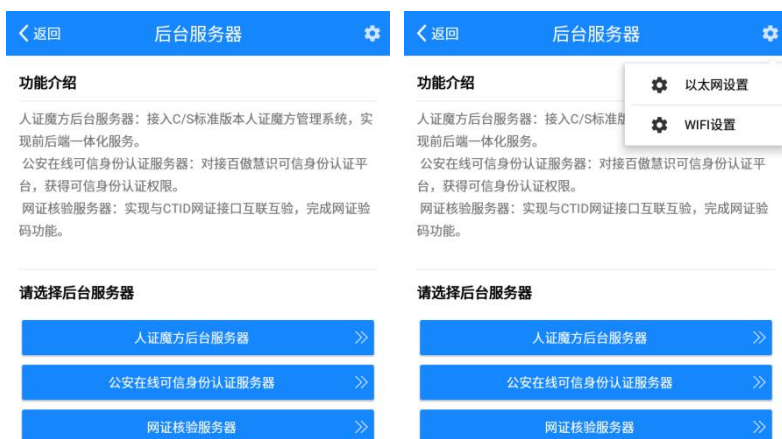 返回
后台服务器
功能介绍
人证魔方后台服务器：接入C/S标准版本人证魔方管理系统，实
现前后端一体化服务。
公安在线可信身份认证服务器：对接百傲慧识可信身份认证平
台，获得可信身份认证权限。
网证核验服务器：实现与CTID网证接口互联互验，完成网证验
码功能。
请选择后台服务器
人证魔方后台服务器
公安在线可信身份认证服务器
网证核验服务器
返回
后台服务器
以太网设置
WIFI设置
功能介绍
人证魔方后台服务器：接入C/S标准版
现前后端一体化服务。
公安在线可信身份认证服务器：对接百傲慧识可信身份认证平
台，获得可信身份认证权限。
网证核验服务器：实现与CTID网证接口互联互验，完成网证验
码功能。
请选择后台服务器
人证魔方后台服务器
公安在线可信身份认证服务器
网证核验服务器